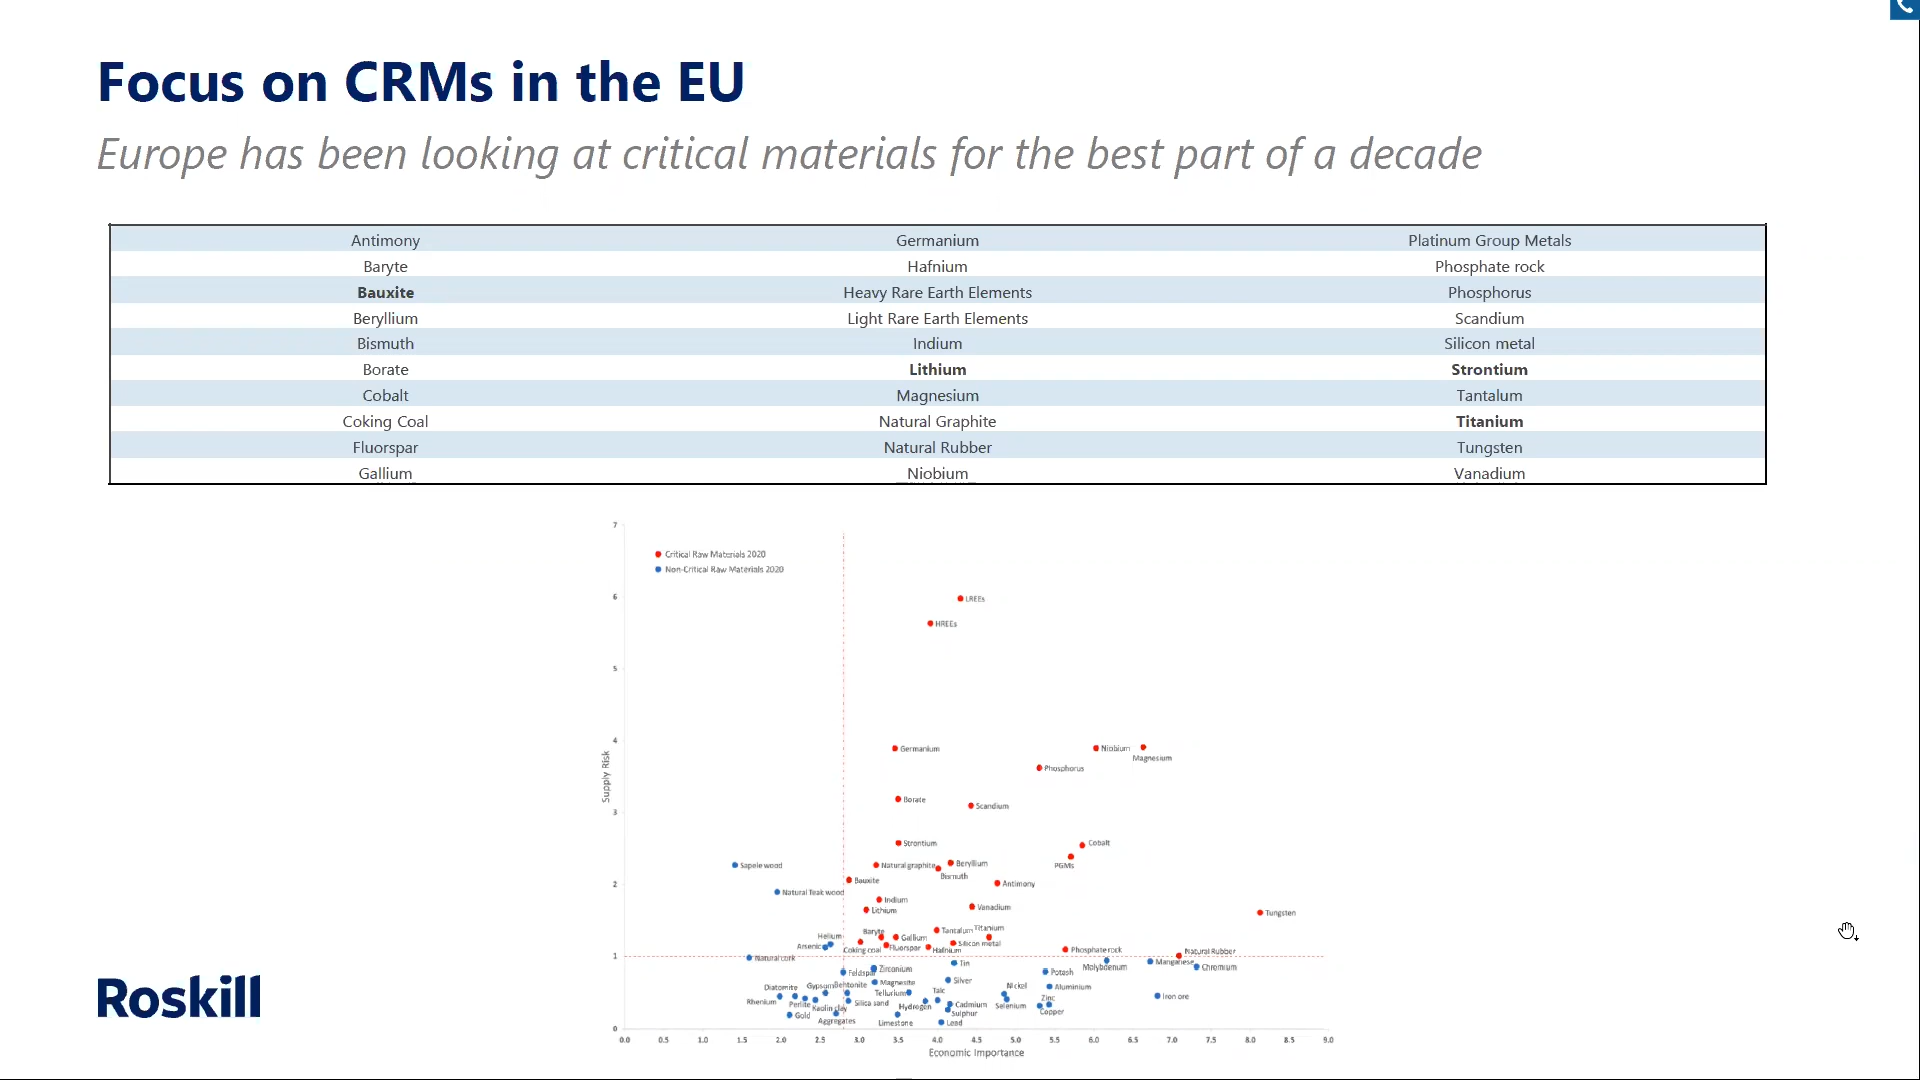 Focus on CRMs in the EU
Europe has been looking at critical materials for the best part of a decade
Antimony Germanium Platinum Group Metals
Baryte Hafnium Phosphate rock
Bauxite Heavy Rare Earth Elements Phosphorus
Beryllium Light Rare Earth Elements Scandium
Bismuth Indium Silicon metal
Borate Lithium Strontium
Cobalt Magnesium Tantalum
Coking Coal Natural Graphite Titanium
Fluorspar Natural Rubber Tungsten
Gallium Niobium Vanadium
7
Critical Raw Materials 2020
Non-Critical Raw Materials 2020
6
LREEs
HREEs
5
4
Germanium Niobium
Magnesium
Phosphorus
Supply Risk
Borate
Scandium
3
Strontium Cobalt
Sapele wood Natural graphite Beryllium PGMs
Bismuth
Bauxite Antimony
2
Natural Teak wood
Indium
Lithium Vanadium Tungsten
Baryte Tantalum Titanium
Helium Gallium
Arsenic Coking coal Fluorspar Hafnium Silicon metal Phosphate rock Natural Rubber
1
Natural cork Tin Molybdenum Manganese Chromium
Feldspar Zirconium Potash
Magnesite Silver Nickel Aluminium
Diatomite Gypsum Bentonite Tellurium Talc Zinc Iron ore
Rhenium Perlite Kaolin clay Silica sand Hydrogen Cadmium Selenium
Sulphur Copper
Gold Aggregates Limestone Lead
0
0.0 0.5 1.0 1.5 2.0 2.5 3.0 3.5 4.0 4.5 5.0 5.5 6.0 6.5 7.0 7.5 8.0 8.5 9.0
Economic Importance
Roskill